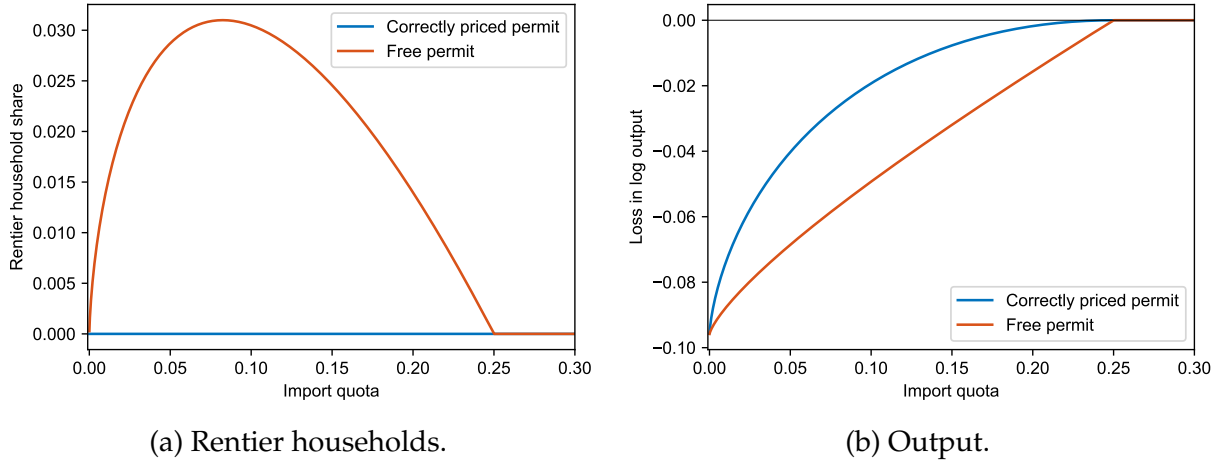 Rentier household share
0.030
0.025
0.020
0.015
0.010
0.005
0.000
Correctly priced permit
Free permit
0.00 0.05 0.10 0.15 0.20 0.25 0.30
Import quota
(a) Rentier households.
Loss in log output
0.00
−0.02
−0.04
−0.06
−0.08
−0.10
Correctly priced permit
Free permit
0.00 0.05 0.10 0.15 0.20 0.25 0.30
Import quota
(b) Output.